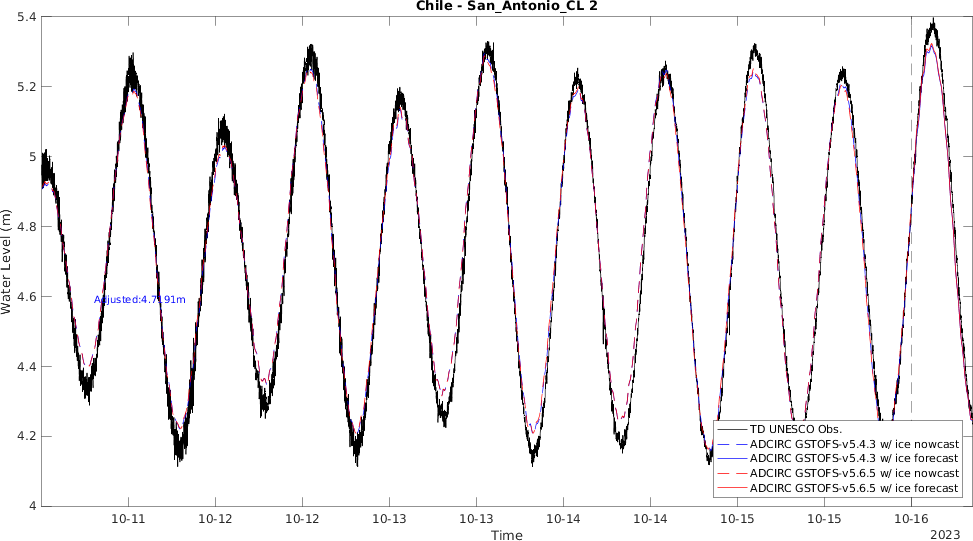 Chile - San_Antonio_CL 2
5.4
5.2
5
4.8
4.6
4.4
4.2
4
Water Level (m)
Adjusted:4.7191m
TD UNESCO Obs.
ADCIRC GSTOFS-v5.4.3 w/ ice nowcast
ADCIRC GSTOFS-v5.4.3 w/ ice forecast
ADCIRC GSTOFS-v5.6.5 w/ ice nowcast
ADCIRC GSTOFS-v5.6.5 w/ ice forecast
10-11 10-12 10-12 10-13 10-13 10-14 10-14 10-15 10-15 10-16
Time
2023